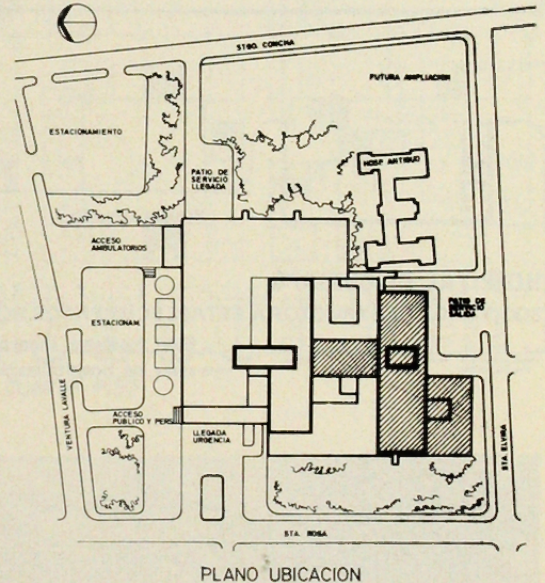 STGO. CONCHA
FUTURA AMPLIACION
ESTACIONAMIENTO
HOSP ANTIGUO
PATIO DE
SERVICIO
LLEGADA
ACCESO
AMBULATORIOS
PATIO DE
SERVICIO
SALIDA
ESTACIONAM.
VENTURA LAVALLE
ACCESO
PUBLICO Y PERS.
LLEGADA
URGENCIA
STA. ELVIRA
STA. ROSA
PLANO UBICACION